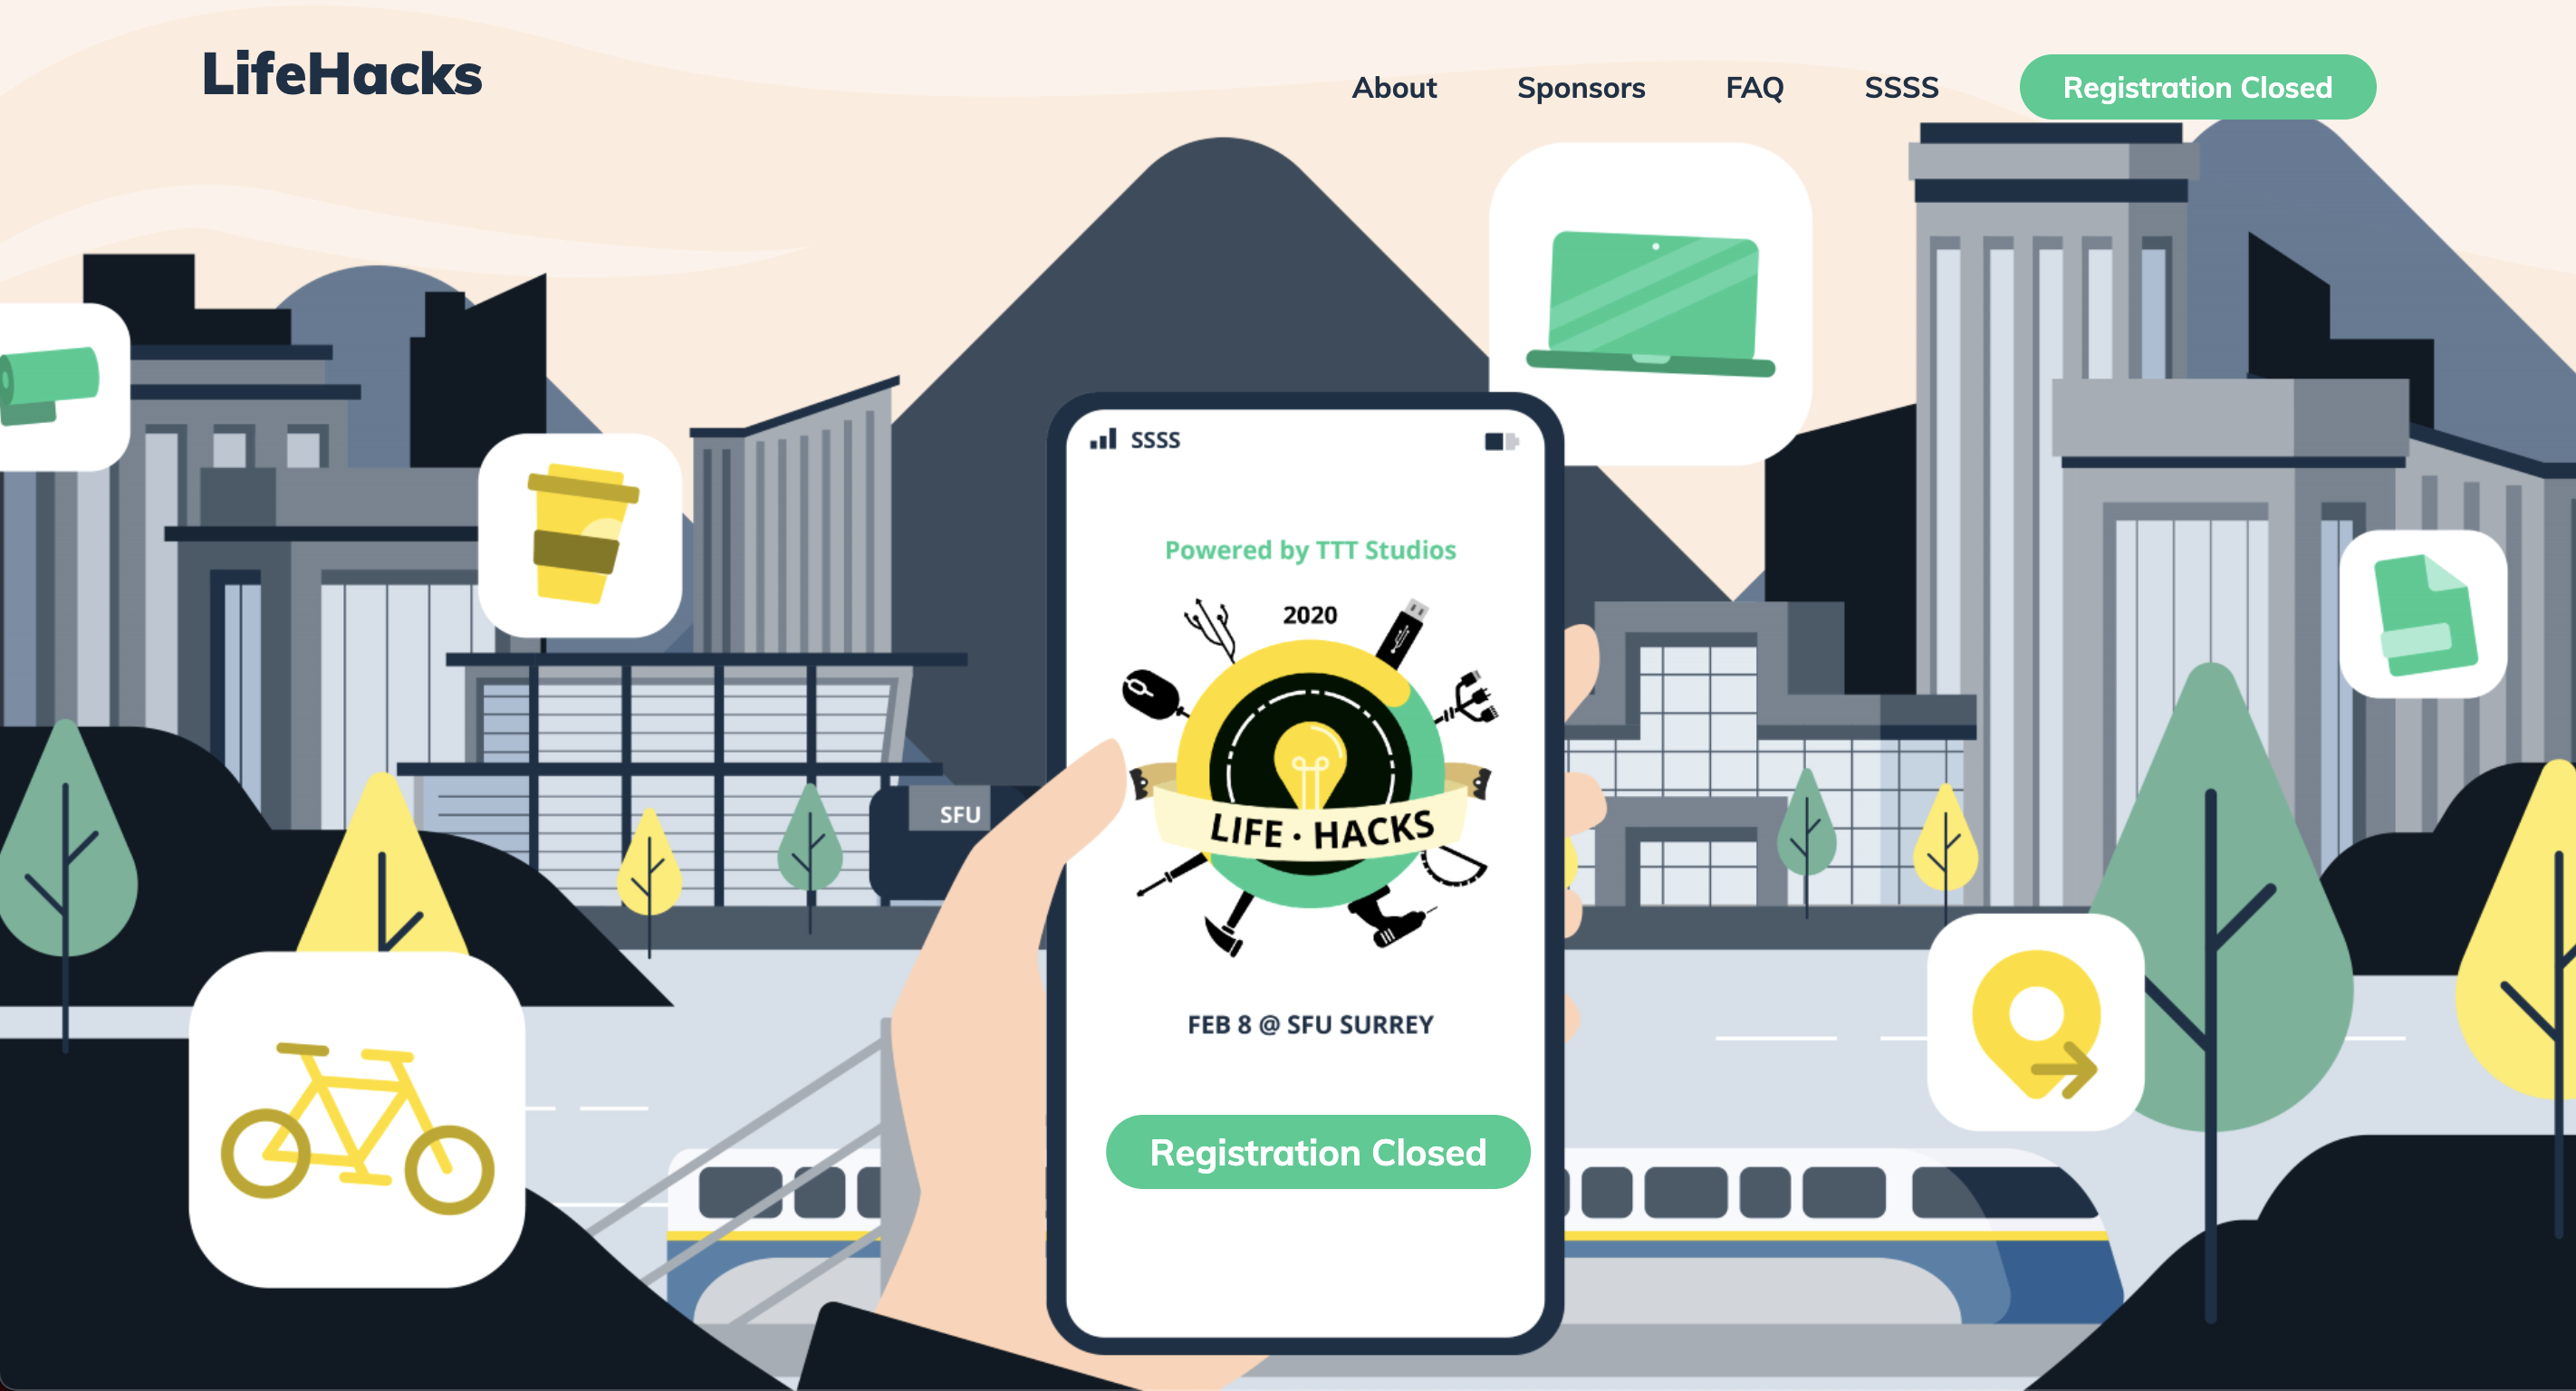 LifeHacks
About
Sponsors
FAQ
SSSS
Registration Closed
SSSS
Powered by TTT Studios
2020
LIFE · HACKS
SFU
FEB 8 @ SFU SURREY
Registration Closed